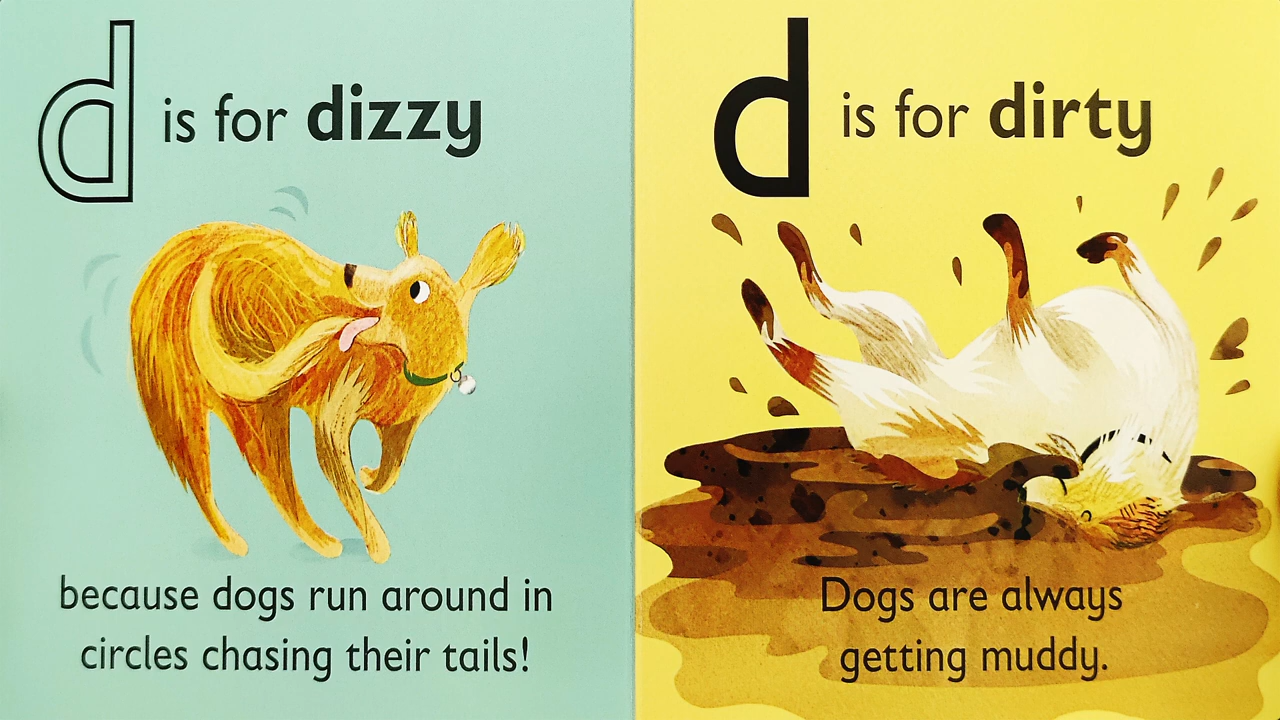 d is for dizzy
because dogs run around in
circles chasing their tails!
d is for dirty
Dogs are always
getting muddy.